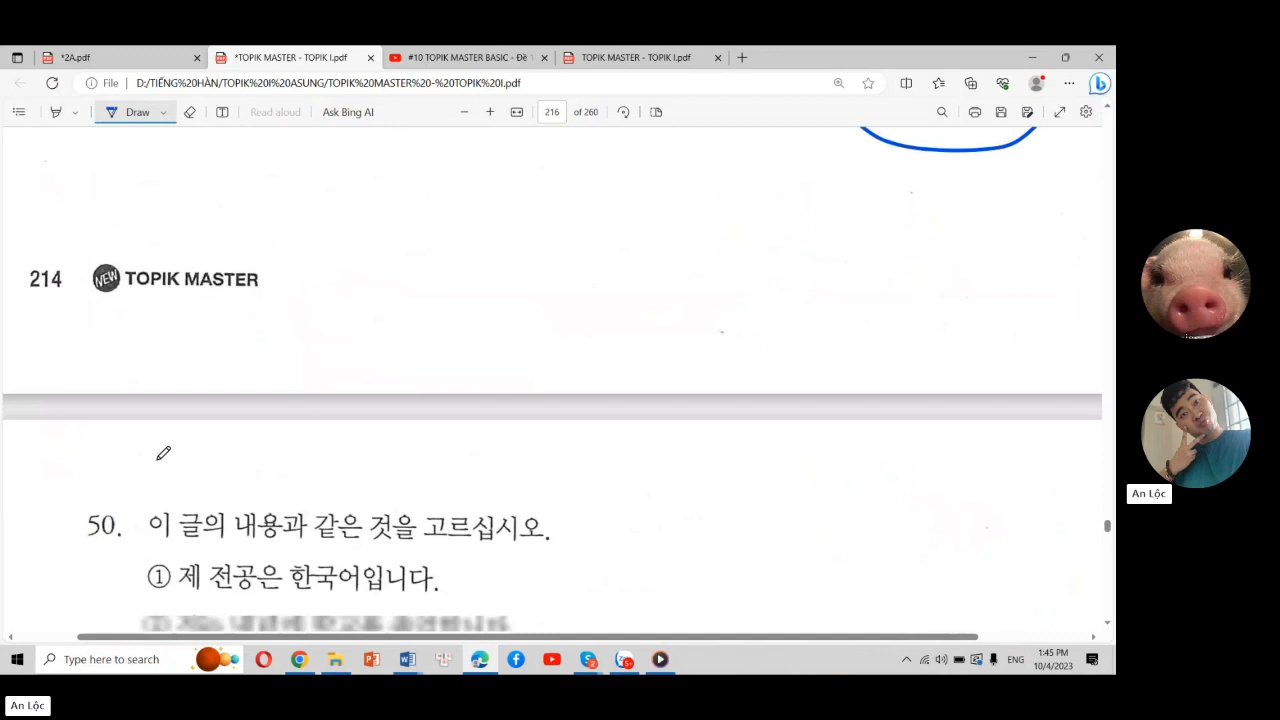 *2A.pdf
*TOPIK MASTER - TOPIK I.pdf
#10 TOPIK MASTER BASIC - Đề 1
TOPIK MASTER - TOPIK I.pdf
File
D:/TIẾNG%20HÀN/TOPIK%20I%20ASUNG/TOPIK%20MASTER%20-%20TOPIK%20I.pdf
Draw
Read aloud
Ask Bing AI
216
of 260
214
NEW
TOPIK MASTER
50. 이 글의 내용과 같은 것을 고르십시오.
① 제 전공은 한국어입니다.
Type here to search
ENG
1:45 PM
10/4/2023
An Lộc
An Lộc